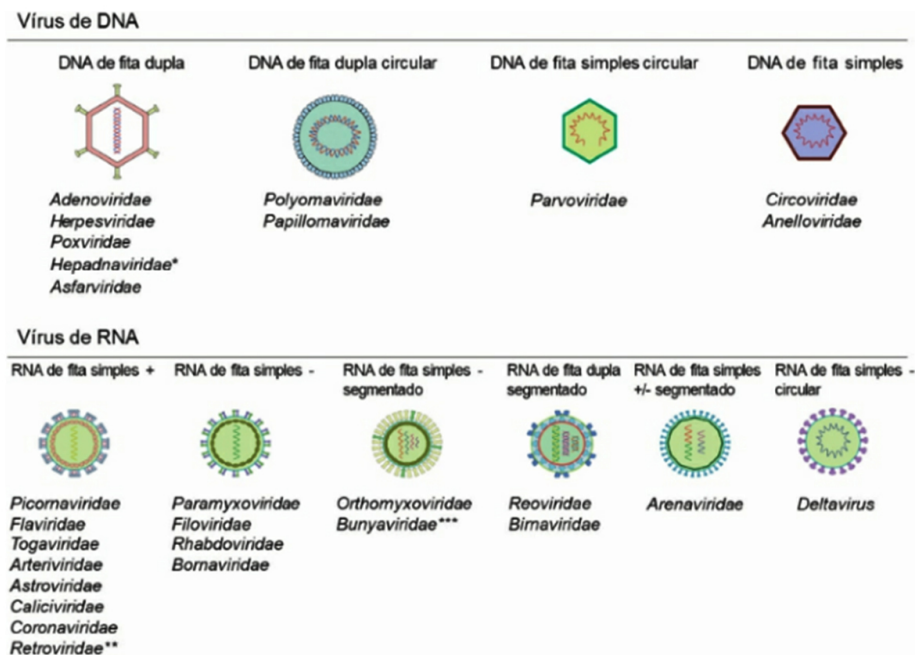 Vírus de DNA
DNA de fita dupla
DNA de fita dupla circular
DNA de fita simples circular
DNA de fita simples
Adenoviridae
Herpesviridae
Poxviridae
Hepadnaviridae*
Asfarviridae
Polyomaviridae
Papillomaviridae
Parvoviridae
Circoviridae
Anelloviridae
Vírus de RNA
RNA de fita simples +
RNA de fita simples -
RNA de fita simples -
segmentado
RNA de fita dupla
segmentado
RNA de fita simples
+/- segmentado
RNA de fita simples -
circular
Picornaviridae
Flaviridae
Togaviridae
Arteriviridae
Astroviridae
Caliciviridae
Coronaviridae
Retroviridae**
Paramyxoviridae
Filoviridae
Rhabdoviridae
Bornaviridae
Orthomyxoviridae
Bunyaviridae***
Reoviridae
Birnaviridae
Arenaviridae
Deltavirus